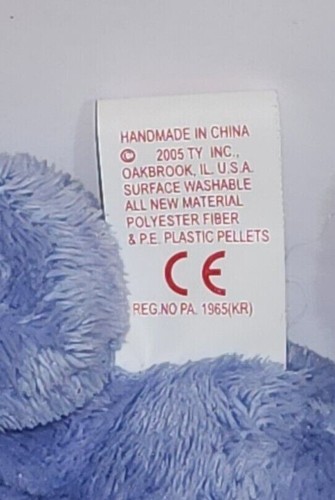 HANDMADE IN CHINA
© 2005 TY INC.,
OAKBROOK, IL. U.S.A.
SURFACE WASHABLE
ALL NEW MATERIAL
POLYESTER FIBER
& P.E. PLASTIC PELLETS
CE
REG.NO PA. 1965(KR)